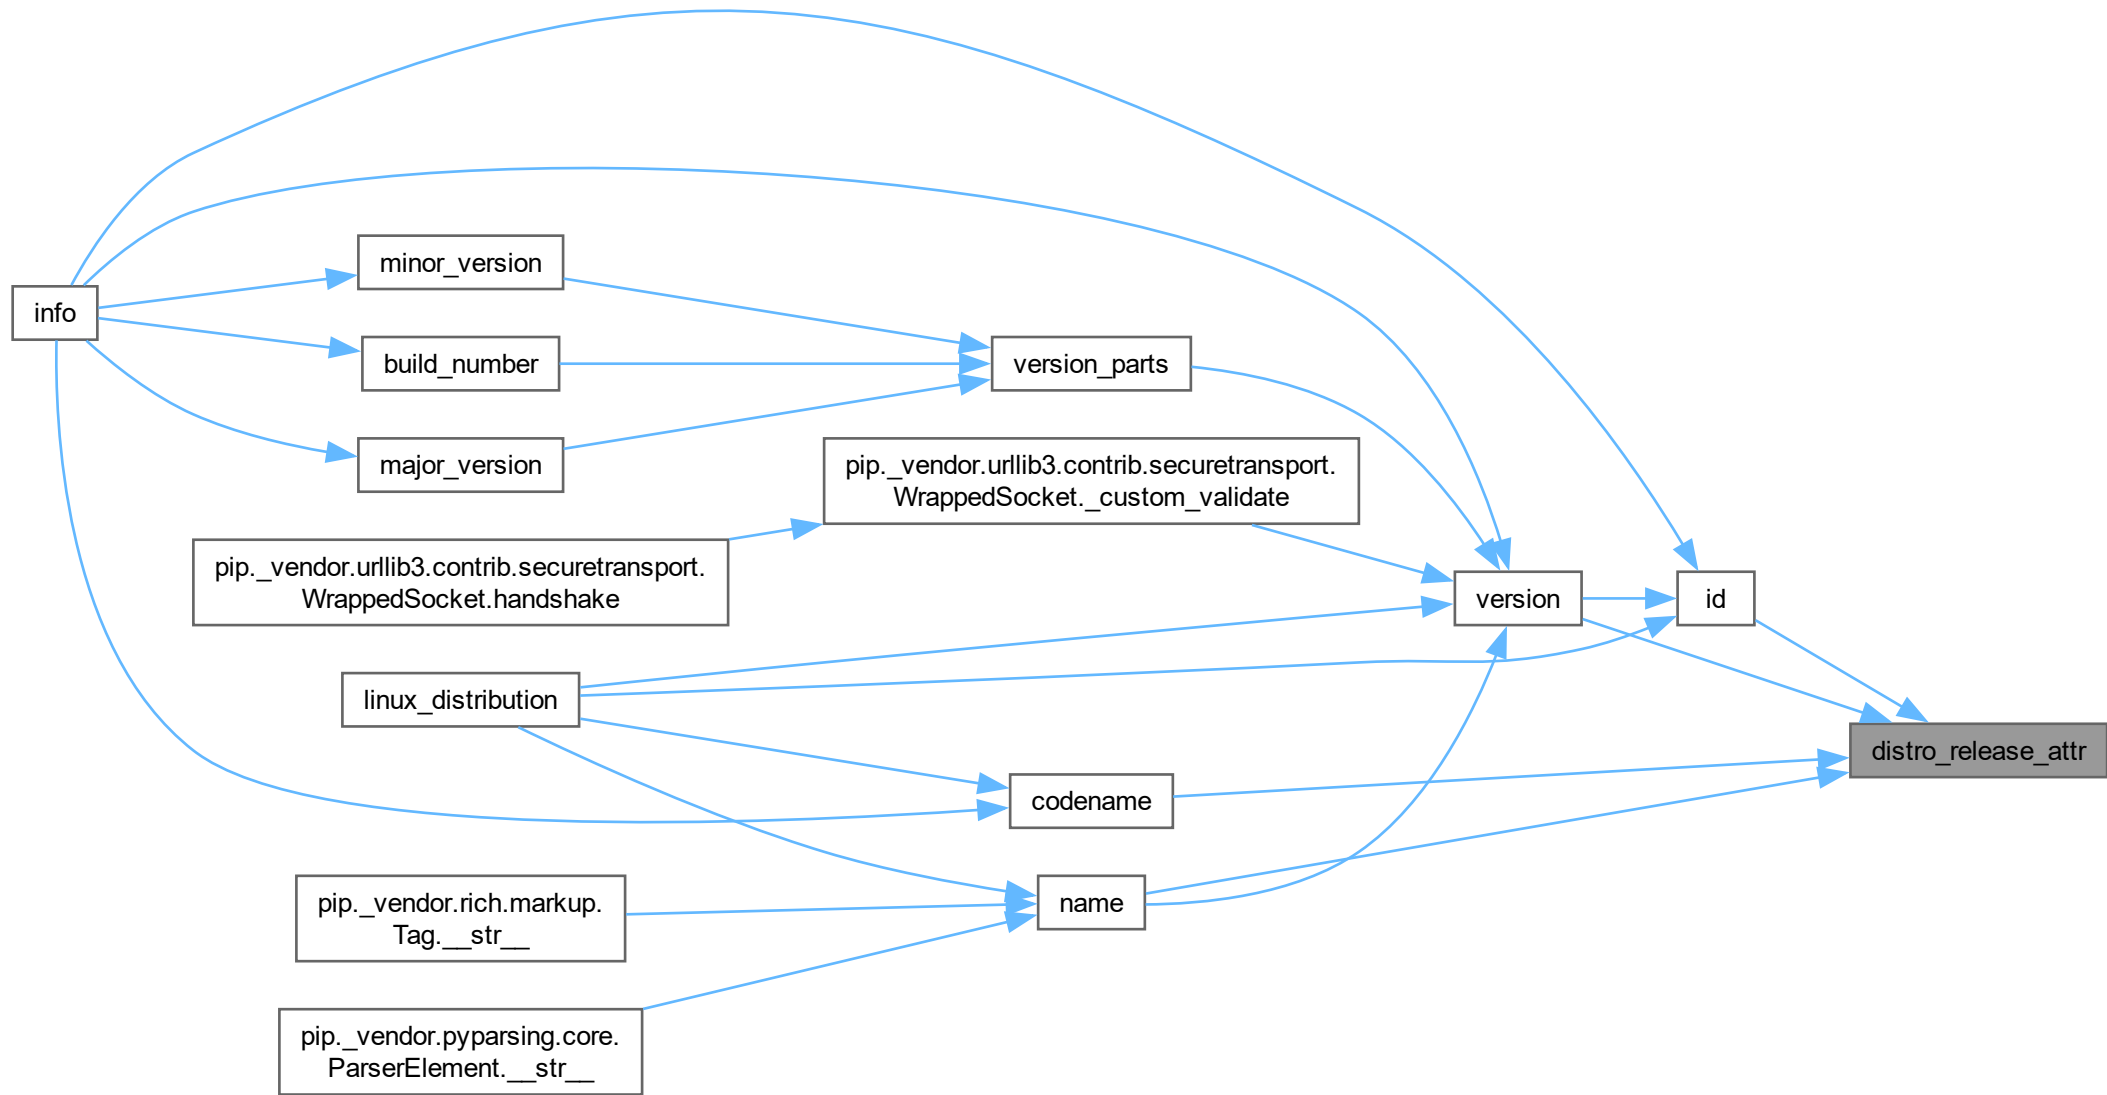 minor_version
info
build_number
version_parts
major_version
pip._vendor.urllib3.contrib.securetransport.
WrappedSocket._custom_validate
pip._vendor.urllib3.contrib.securetransport.
WrappedSocket.handshake
version
id
linux_distribution
distro_release_attr
codename
pip._vendor.rich.markup.
Tag.__str__
name
pip._vendor.pyparsing.core.
ParserElement.__str__